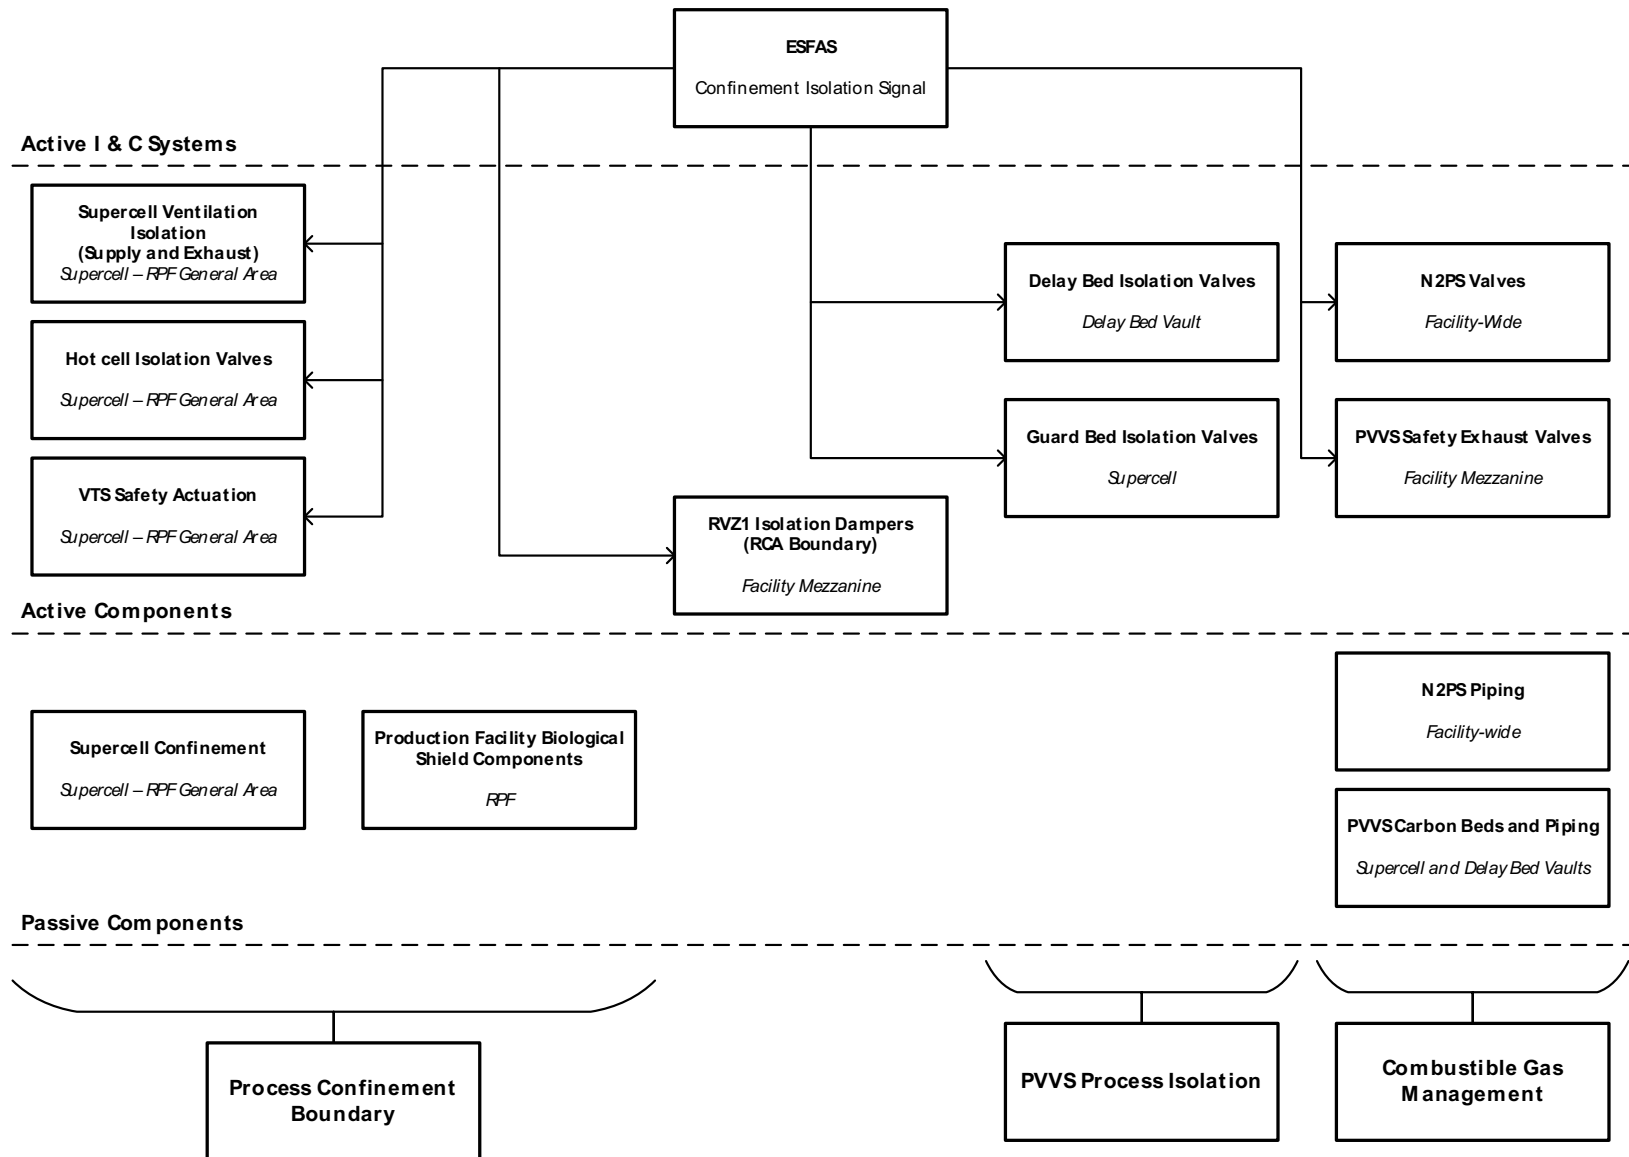 ESFAS
Confinement Isolation Signal
Active I & C Systems
Supercell Ventilation
Isolation
(Supply and Exhaust)
Supercell – RPF General Area
Delay Bed Isolation Valves
Delay Bed Vault
N2PS Valves
Facility-Wide
Hot cell Isolation Valves
Supercell – RPF General Area
Guard Bed Isolation Valves
Supercell
PVVS Safety Exhaust Valves
Facility Mezzanine
VTS Safety Actuation
Supercell – RPF General Area
RVZ1 Isolation Dampers
(RCA Boundary)
Facility Mezzanine
Active Components
N2PS Piping
Facility-wide
Supercell Confinement
Supercell – RPF General Area
Production Facility Biological
Shield Components
RPF
PVVS Carbon Beds and Piping
Supercell and Delay Bed Vaults
Passive Components
Process Confinement
Boundary
PVVS Process Isolation
Combustible Gas
Management